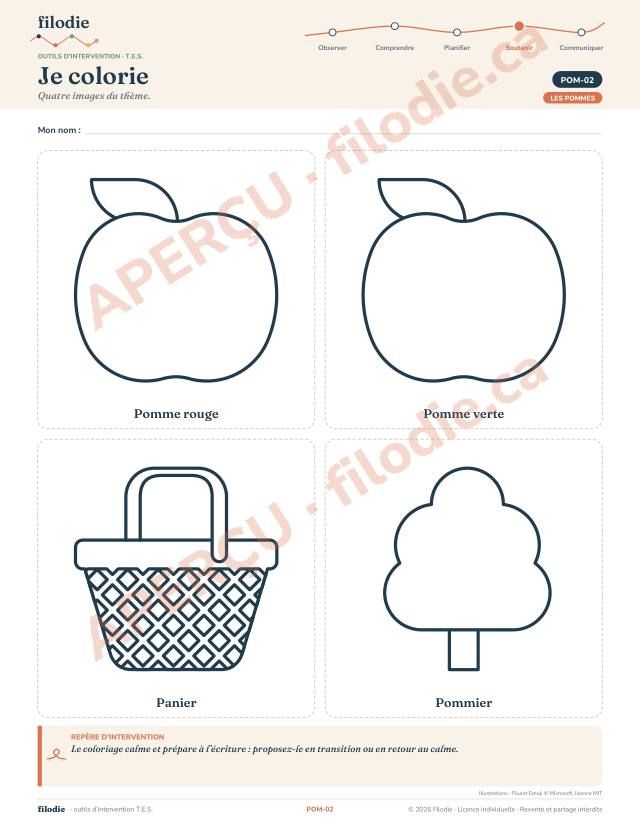 filodie
OUTILS D'INTERVENTION · T.E.S.
Je colorie
Quatre images du thème.
Observer
Comprendre
Planifier
Soutenir
Communiquer
POM-02
LES POMMES
Mon nom :
APERÇU · filodie.ca
Pomme rouge
Pomme verte
APERÇU · filodie.ca
Panier
Pommier
REPÈRE D'INTERVENTION
Le coloriage calme et prépare à l'écriture : proposez-le en transition ou en retour au calme.
Illustrations : Fluent Emoji © Microsoft, licence MIT
filodie · outils d'intervention T.E.S.
POM-02
© 2026 Filodie · Licence individuelle · Revente et partage interdits